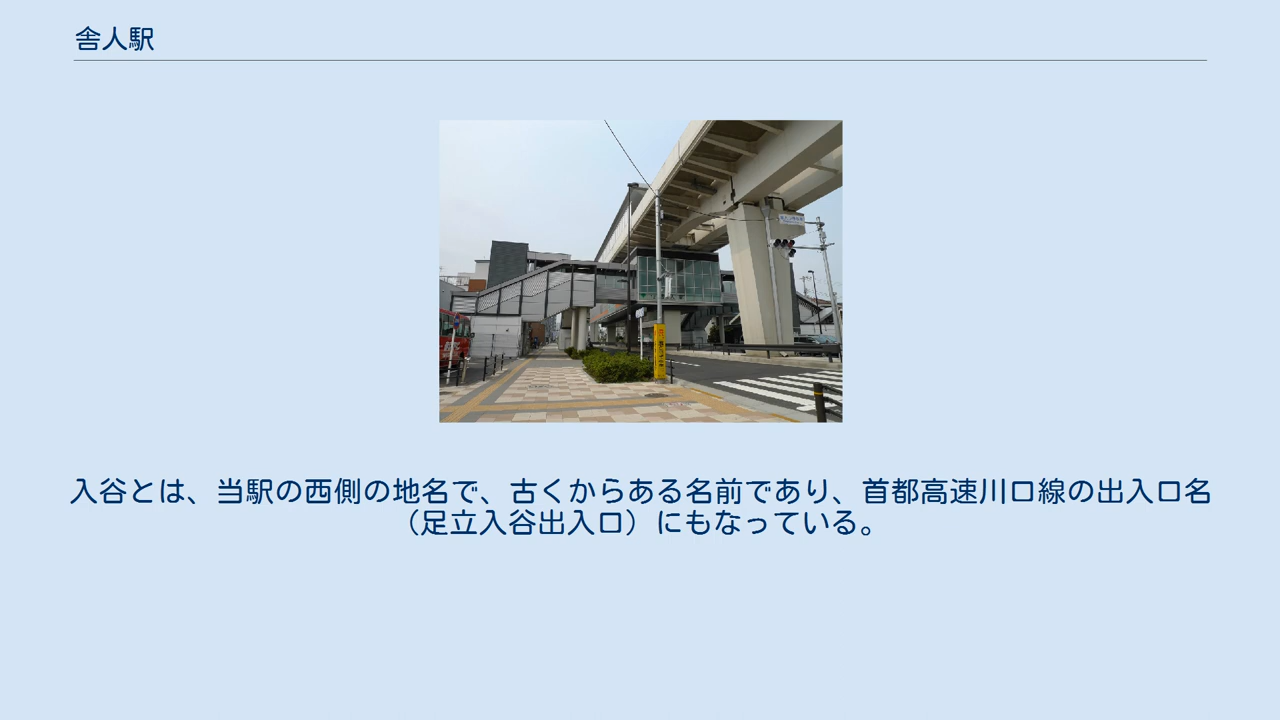 舎人駅
入谷とは、当駅の西側の地名で、古くからある名前であり、首都高速川口線の出入口名
（足立入谷出入口）にもなっている。